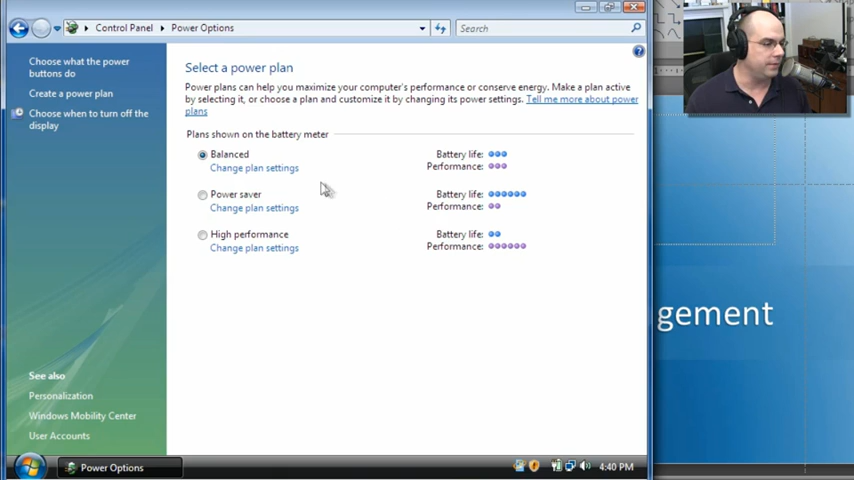 Control Panel
Power Options
Search
Choose what the power
buttons do
Create a power plan
Choose when to turn off the
display
Select a power plan
Power plans can help you maximize your computer's performance or conserve energy. Make a plan active
by selecting it, or choose a plan and customize it by changing its power settings. Tell me more about power
plans
Plans shown on the battery meter
Balanced
Battery life:
Change plan settings
Performance:
Power saver
Battery life:
Change plan settings
Performance:
High performance
Battery life:
Change plan settings
Performance:
gement
See also
Personalization
Windows Mobility Center
User Accounts
Power Options
4:40 PM